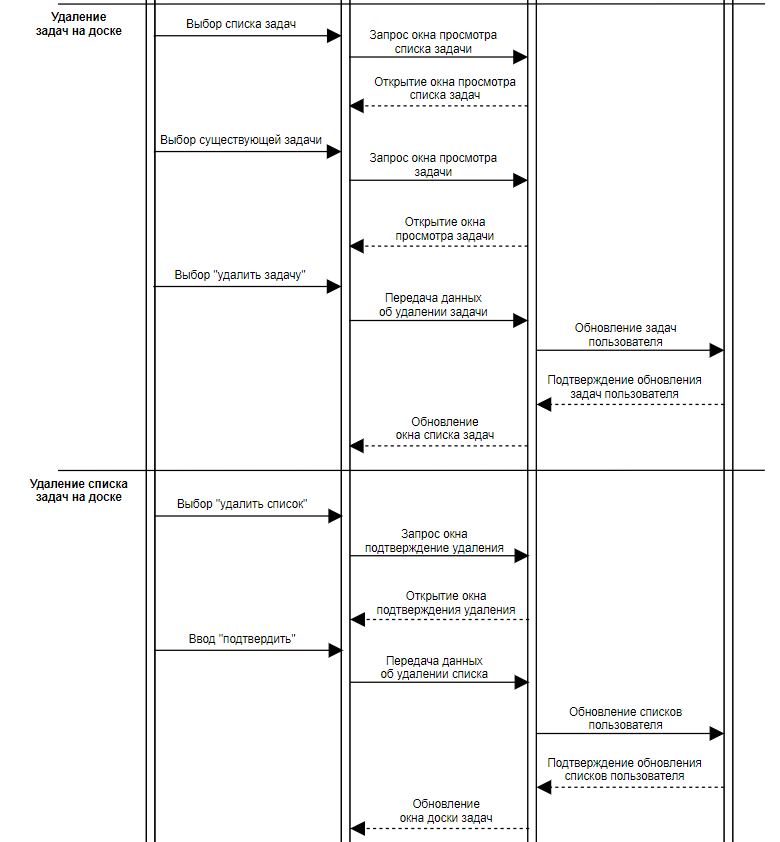 Удаление
задач на доске
Выбор списка задач
Запрос окна просмотра
списка задачи
Открытие окна просмотра
списка задач
Выбор существующей задачи
Запрос окна просмотра
задачи
Открытие окна
просмотра задачи
Выбор "удалить задачу"
Передача данных
об удалении задачи
Обновление задач
пользователя
Подтверждение обновления
задач пользователя
Обновление
окна списка задач
Удаление списка
задач на доске
Выбор "удалить список"
Запрос окна
подтверждение удаления
Открытие окна
подтверждения удаления
Ввод "подтвердить"
Передача данных
об удалении списка
Обновление списков
пользователя
Подтверждение обновления
списков пользователя
Обновление
окна доски задач